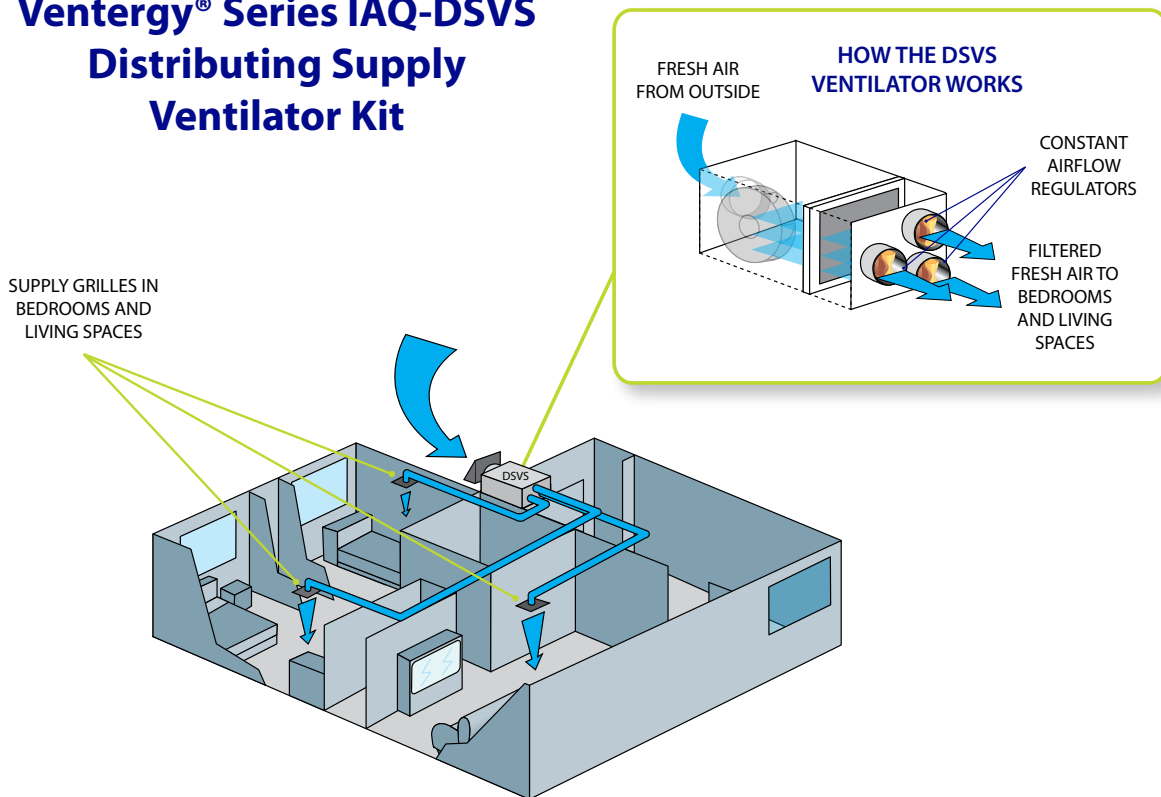 Ventergy® Series IAQ-DSVS
Distributing Supply
Ventilator Kit
HOW THE DSVS
VENTILATOR WORKS
FRESH AIR
FROM OUTSIDE
CONSTANT
AIRFLOW
REGULATORS
FILTERED
FRESH AIR TO
BEDROOMS
AND LIVING
SPACES
SUPPLY GRILLES IN
BEDROOMS AND
LIVING SPACES
DSVS